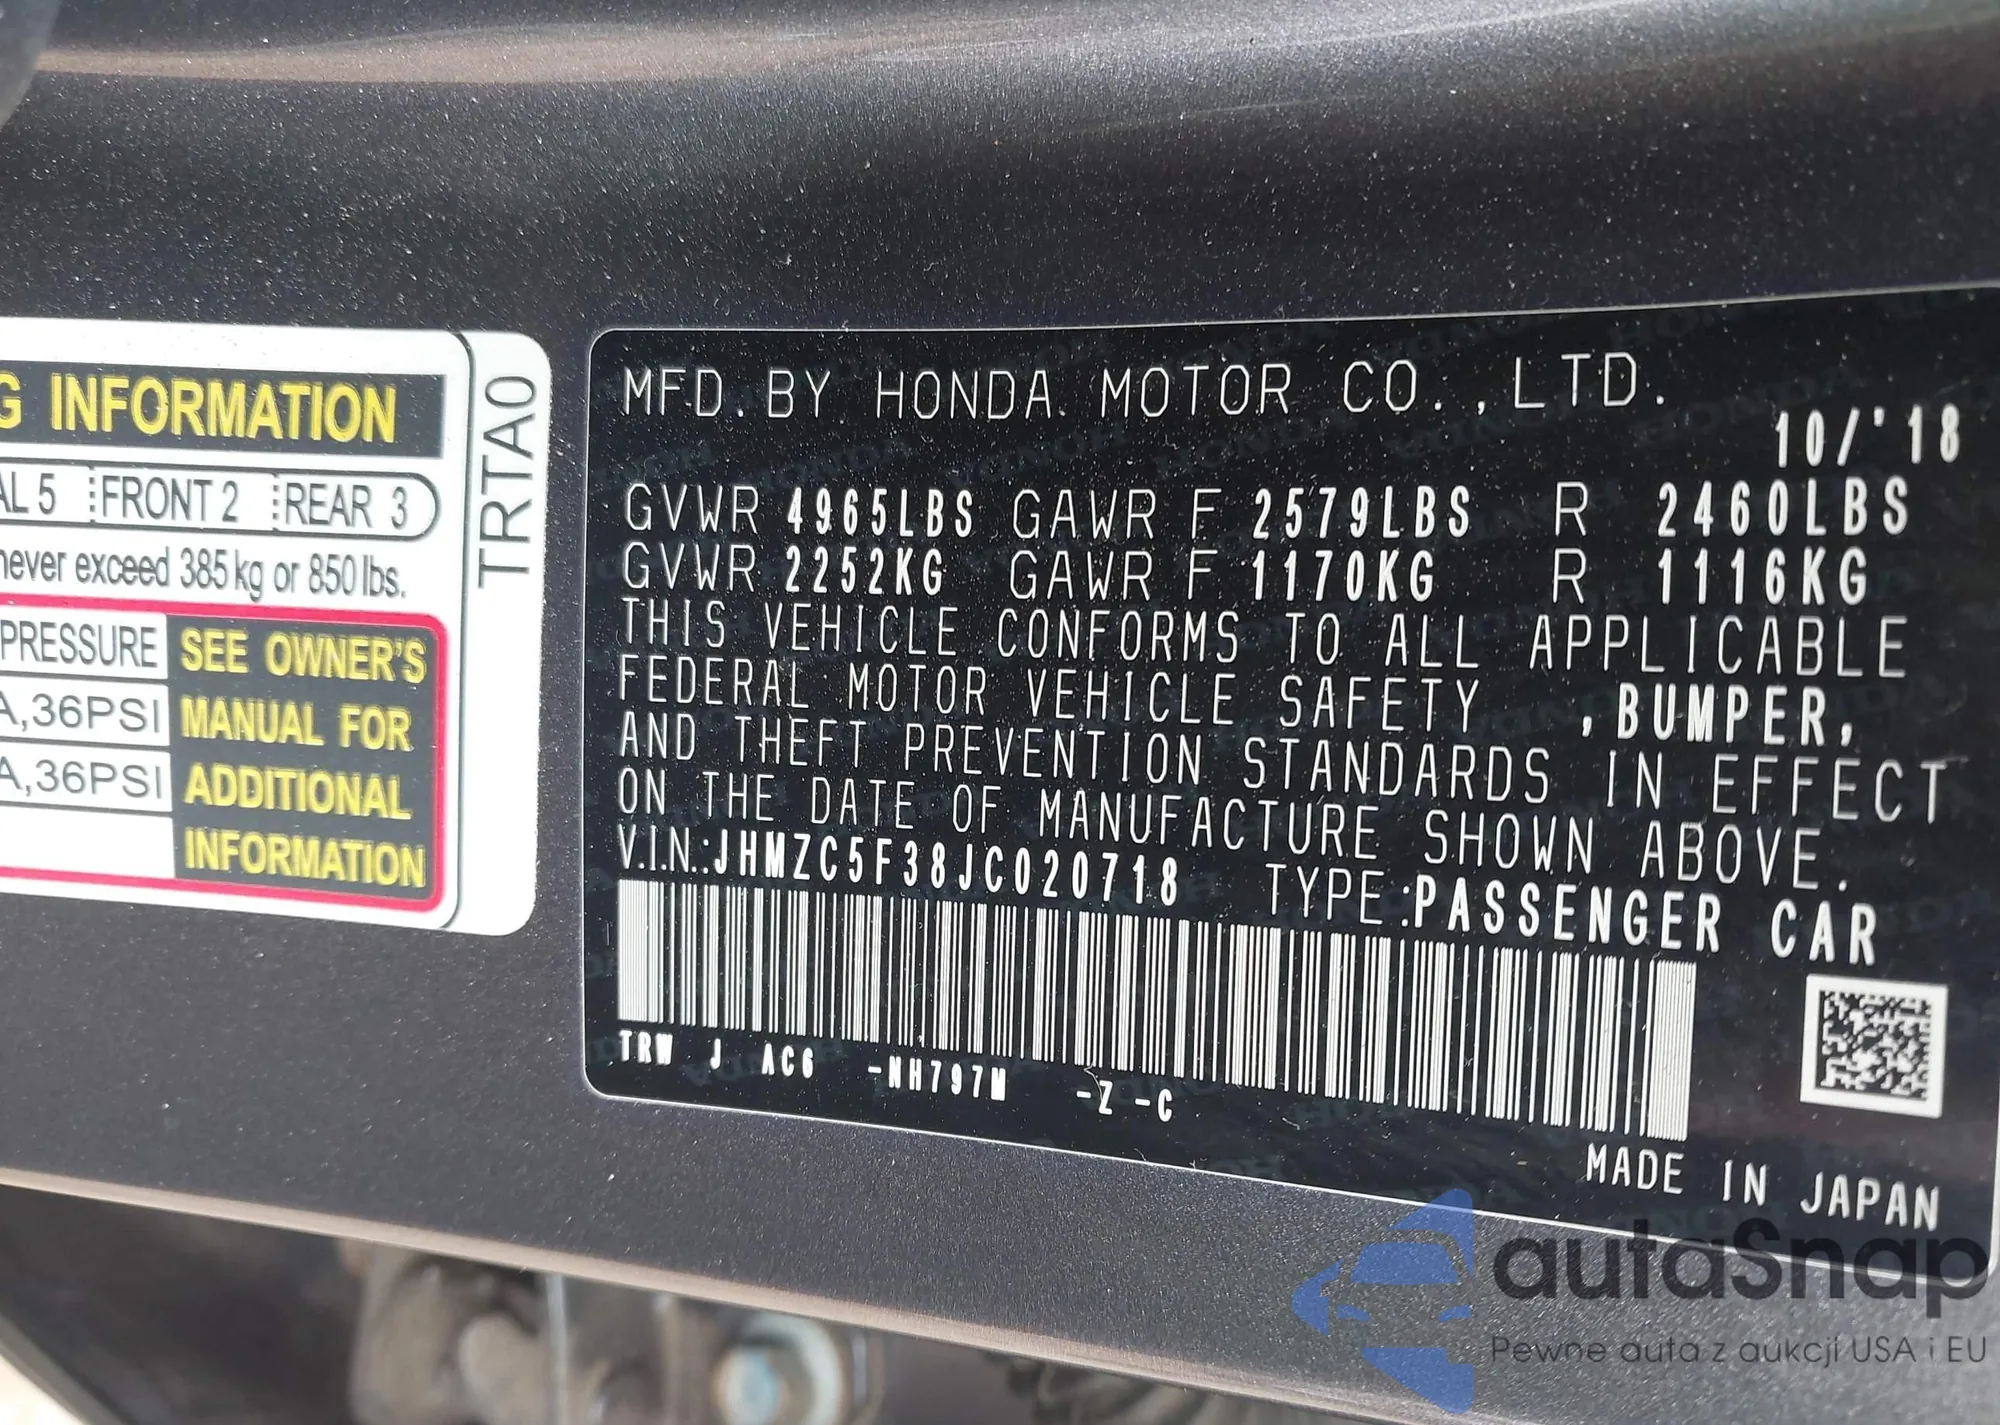 G INFORMATION
AL 5 FRONT 2 REAR 3
never exceed 385 kg or 850 lbs.
PRESSURE
A,36PSI
A,36PSI
SEE OWNER'S
MANUAL FOR
ADDITIONAL
INFORMATION
TRTA0
MFD. BY HONDA MOTOR CO.,LTD.
10/'18
GVWR 4965LBS GAWR F 2579LBS R 2460LBS
GVWR 2252KG GAWR F 1170KG R 1116KG
THIS VEHICLE CONFORMS TO ALL APPLICABLE
FEDERAL MOTOR VEHICLE SAFETY ,BUMPER,
AND THEFT PREVENTION STANDARDS IN EFFECT
ON THE DATE OF MANUFACTURE SHOWN ABOVE.
V.I.N.:JHMZC5F38JC020718 TYPE:PASSENGER CAR
TRW J AC6 -NH797M -Z -C
MADE IN JAPAN
autaSnap
Pewne auta z aukcji USA i EU